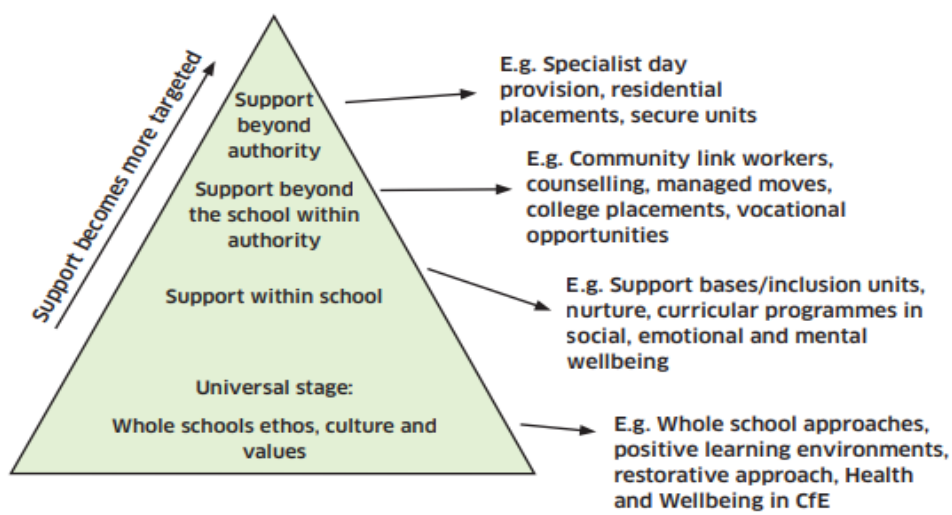 Support becomes more targeted
Support
beyond
authority
E.g. Specialist day
provision, residential
placements, secure units
Support beyond
the school within
authority
E.g. Community link workers,
counselling, managed moves,
college placements, vocational
opportunities
Support within school
E.g. Support bases/inclusion units,
nurture, curricular programmes in
social, emotional and mental
wellbeing
Universal stage:
Whole schools ethos, culture and
values
E.g. Whole school approaches,
positive learning environments,
restorative approach, Health
and Wellbeing in CfE